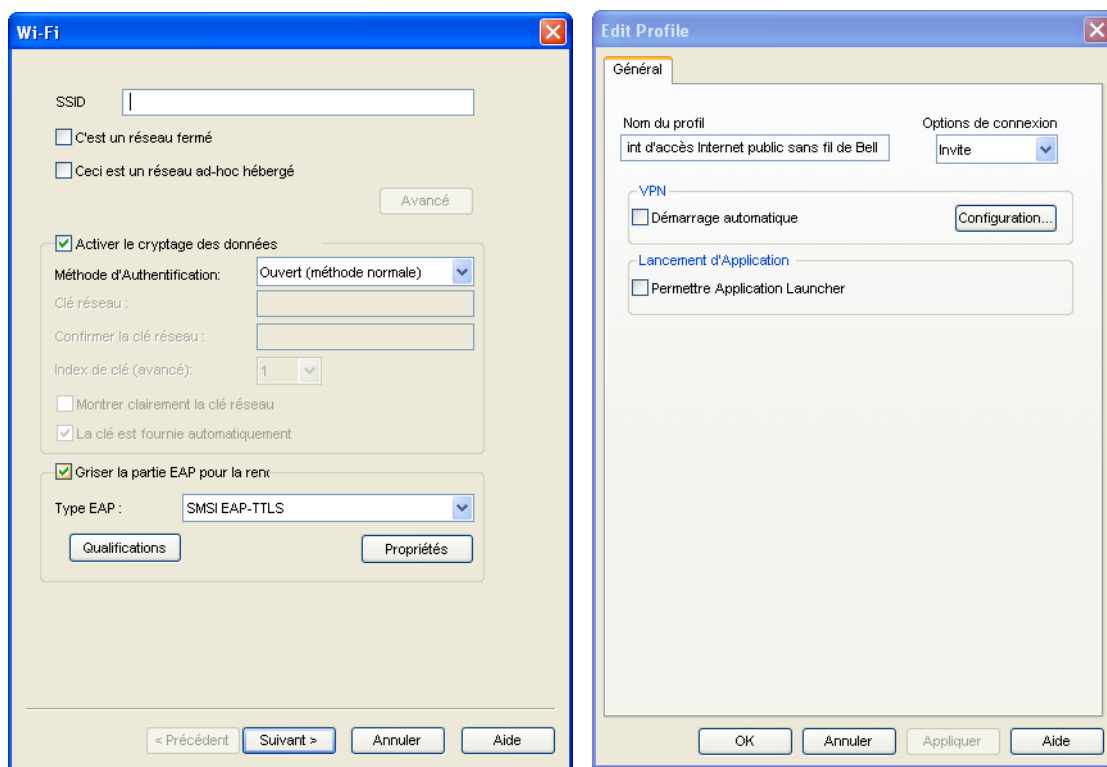 Wi-Fi
SSID
C'est un réseau fermé
Ceci est un réseau ad-hoc hébergé
Avancé
Activer le cryptage des données
Méthode d'Authentification:
Ouvert (méthode normale)
Clé réseau :
Confirmer la clé réseau :
Index de clé (avancé):
1
Montrer clairement la clé réseau
La clé est fournie automatiquement
Griser la partie EAP pour la renc
Type EAP :
SMSI EAP-TTLS
Qualifications
Propriétés
< Précédent
Suivant >
Annuler
Aide
Edit Profile
Général
Nom du profil
Options de connexion
int d'accès Internet public sans fil de Bell
Invite
VPN
Démarrage automatique
Configuration...
Lancement d'Application
Permettre Application Launcher
OK
Annuler
Appliquer
Aide